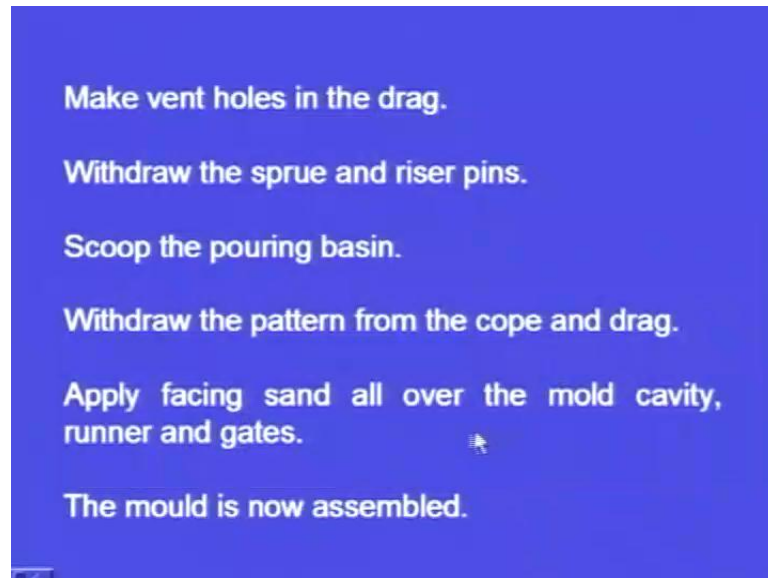 Make vent holes in the drag.
Withdraw the sprue and riser pins.
Scoop the pouring basin.
Withdraw the pattern from the cope and drag.
Apply facing sand all over the mold cavity,
runner and gates.
The mould is now assembled.